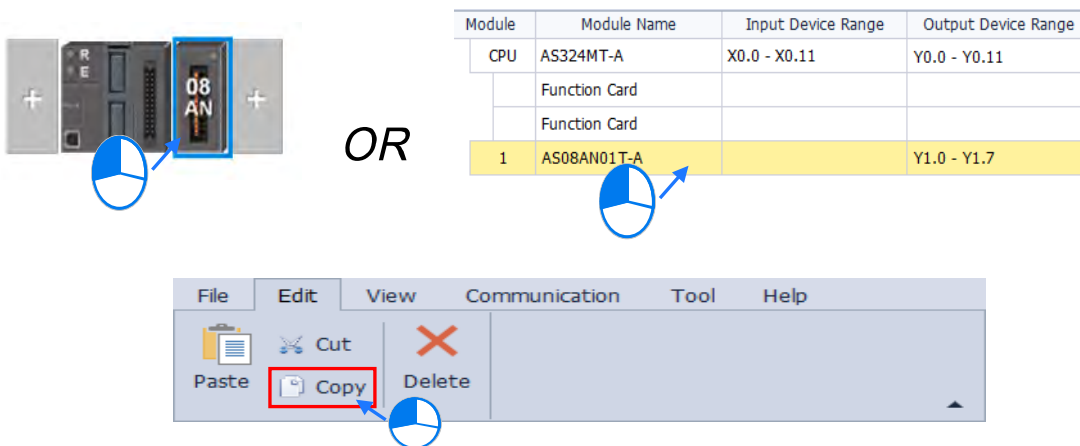 R
E
08
AN
+
+
OR
Module Module Name Input Device Range Output Device Range
CPU AS324MT-A X0.0 - X0.11 Y0.0 - Y0.11
Function Card
Function Card
1 AS08AN01T-A Y1.0 - Y1.7
File Edit View Communication Tool Help
Cut
Paste Copy Delete